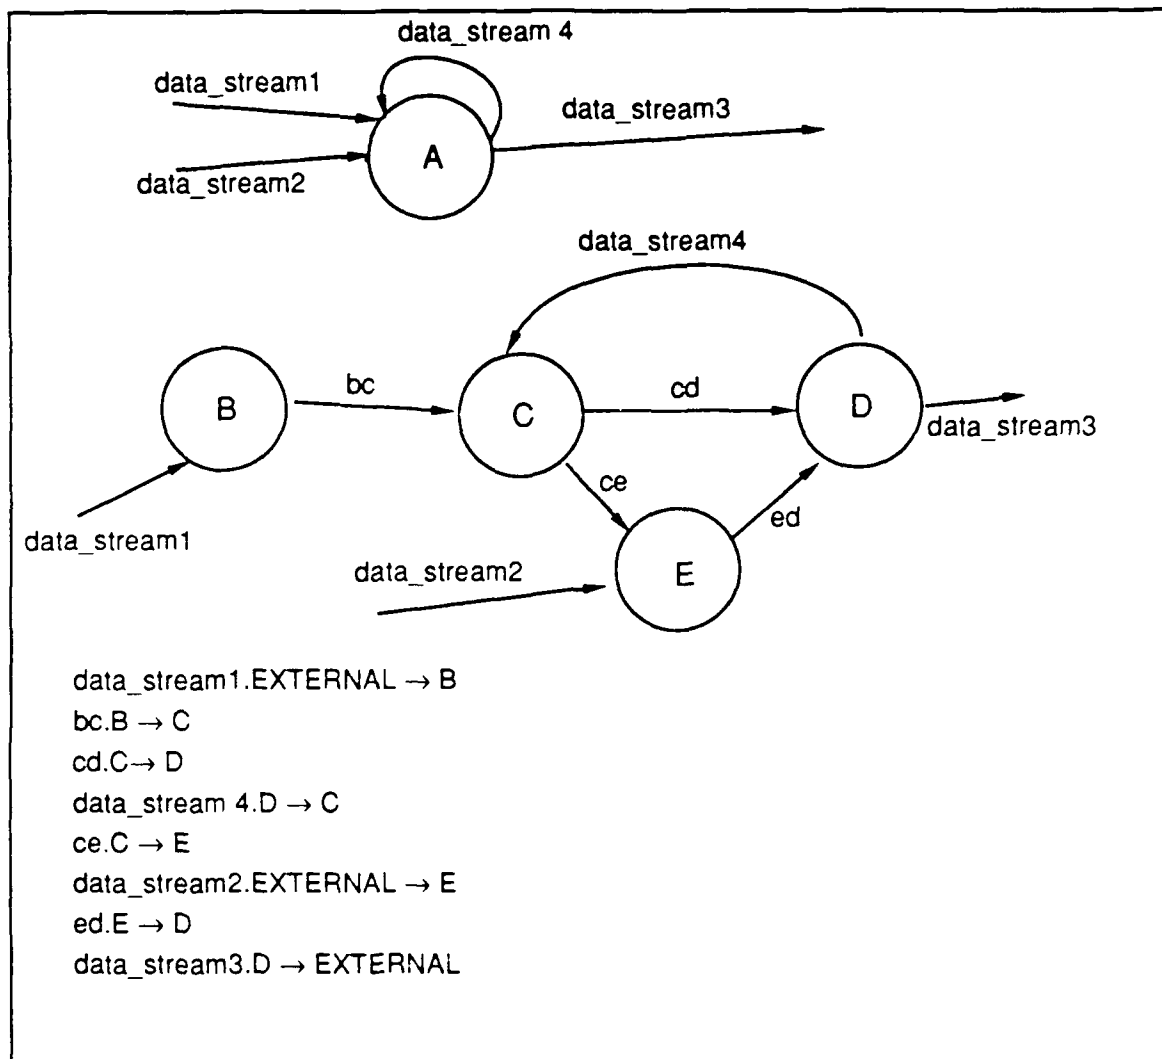 data_stream 4
data_stream1
data_stream3
A
data_stream2
data_stream4
B
bc
C
cd
D
data_stream3
ce
ed
data_stream1
data_stream2
E
data_stream1.EXTERNAL → B
bc.B → C
cd.C→ D
data_stream 4.D → C
ce.C → E
data_stream2.EXTERNAL → E
ed.E → D
data_stream3.D → EXTERNAL